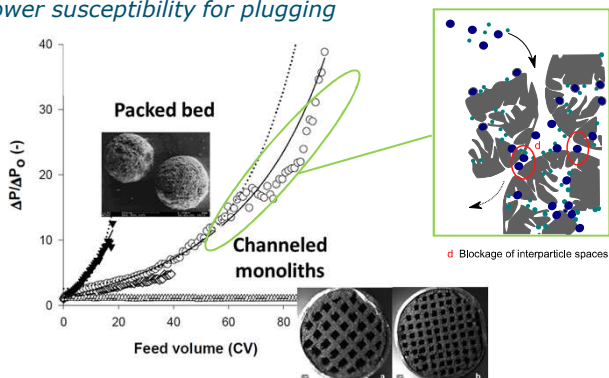 ower susceptibility for plugging
40
30
20
10
0
ΔP/ΔPo (-)
Packed bed
Channeled
monoliths
0
20
40
60
80
Feed volume (CV)
a
b
d
d Blockage of interparticle spaces